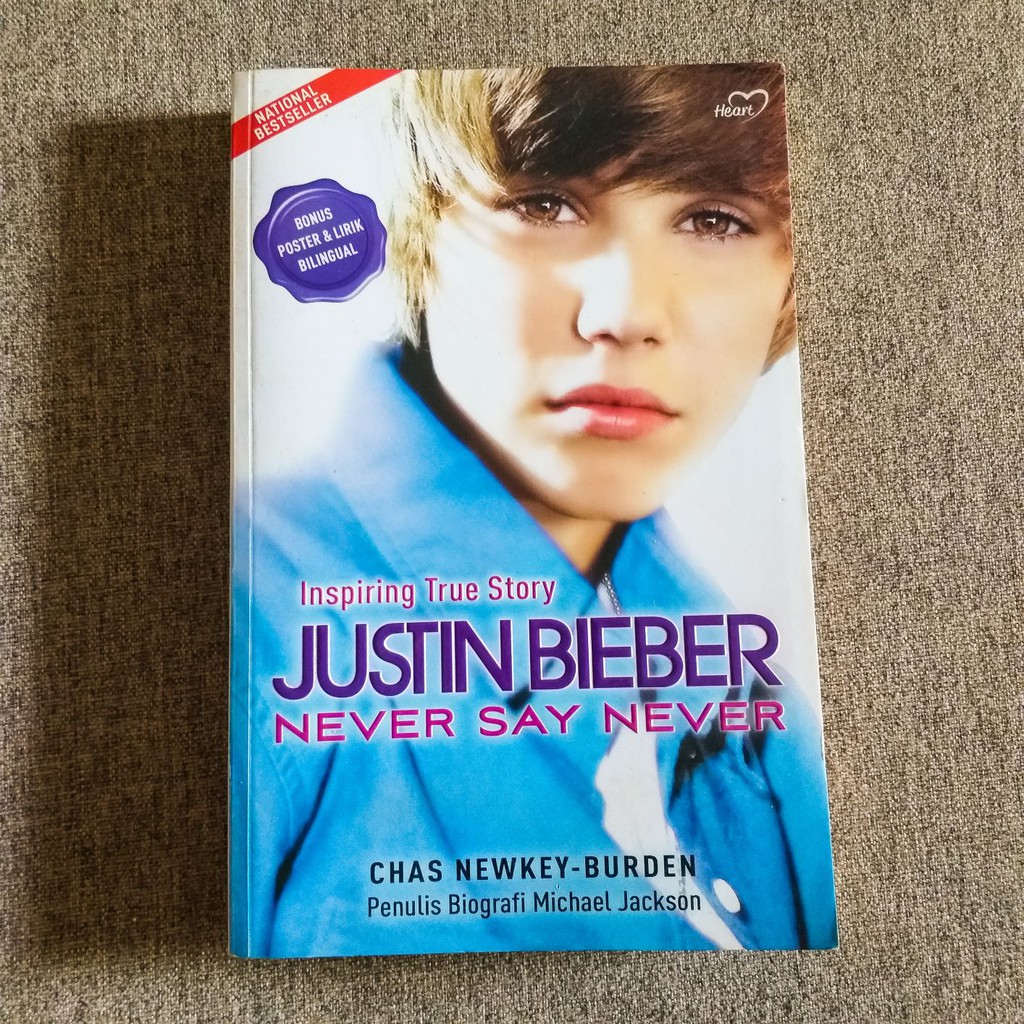 NATIONAL
BESTSELLER
Heart
BONUS
POSTER & LIRIK
BILINGUAL
Inspiring True Story
JUSTIN BIEBER
NEVER SAY NEVER
CHAS NEWKEY-BURDEN
Penulis Biografi Michael Jackson